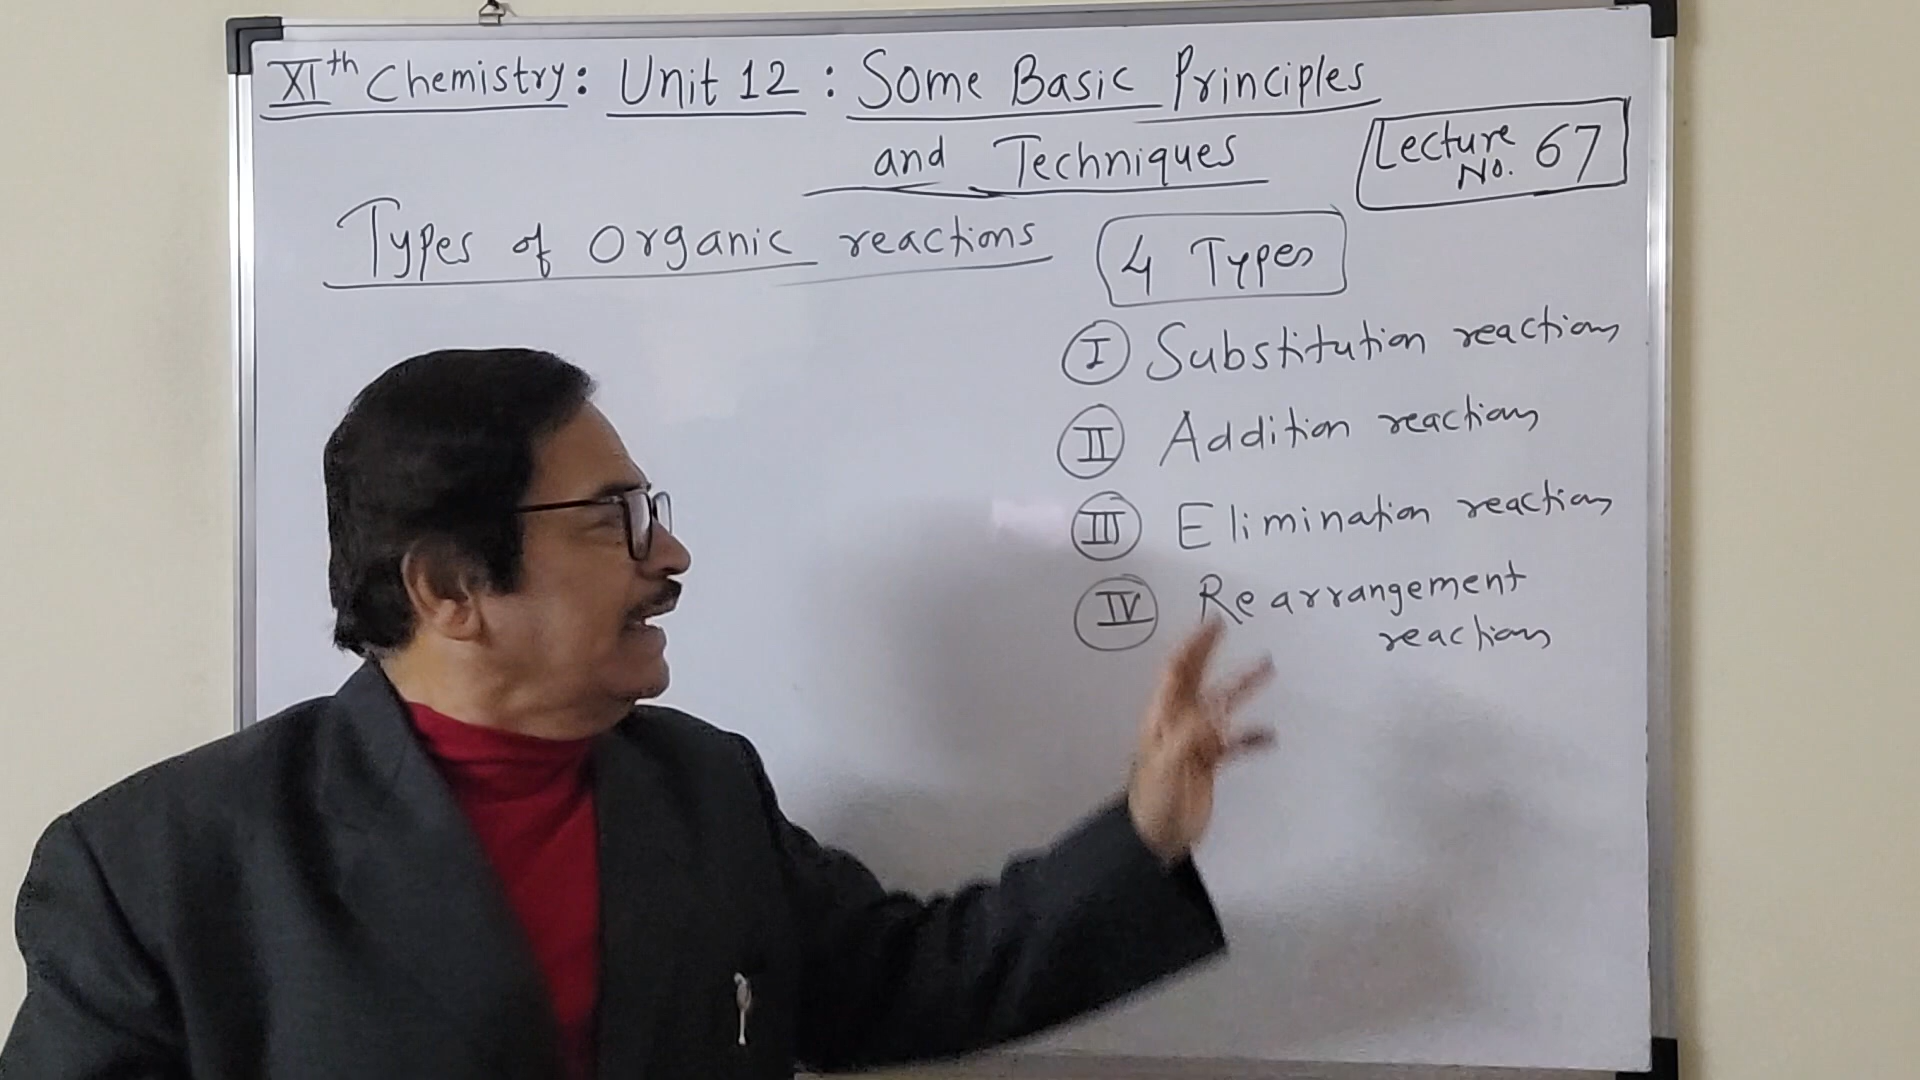 XIth Chemistry: Unit 12: Some Basic Principles
and Techniques
Lecture
No. 67
Types of Organic reactions
4 Types
I Substitution reactions
II Addition reactions
III Elimination reactions
IV Rearrangement
reactions